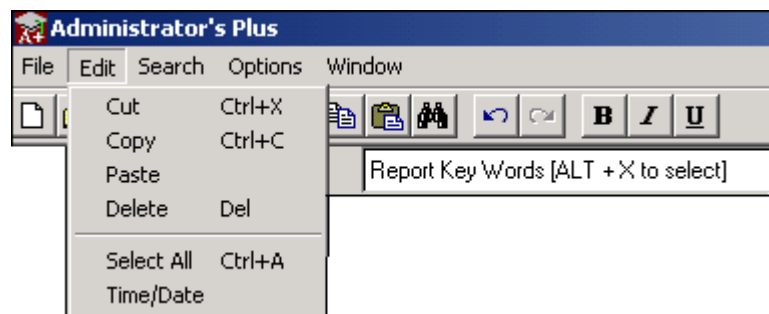 Administrator's Plus
File Edit Search Options Window
B I U
Cut Ctrl+X
Copy Ctrl+C
Report Key Words [ALT + X to select]
Paste
Delete Del
Select All Ctrl+A
Time/Date